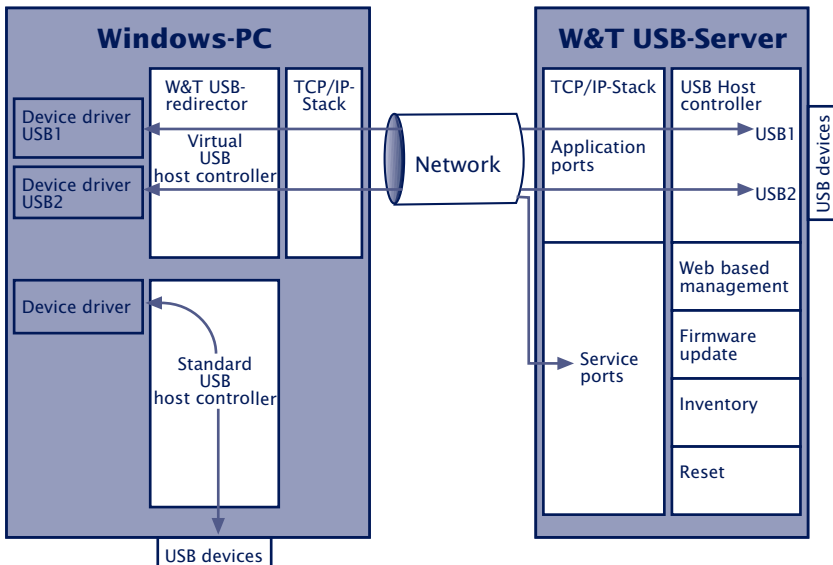 Windows-PC
W&T USB-
redirector
TCP/IP-
Stack
Device driver
USB1
Virtual
USB
host controller
Device driver
USB2
Device driver
Standard
USB
host controller
USB devices
Network
W&T USB-Server
TCP/IP-Stack
USB Host
controller
Application
ports
USB1
USB2
USB devices
Service
ports
Web based
management
Firmware
update
Inventory
Reset